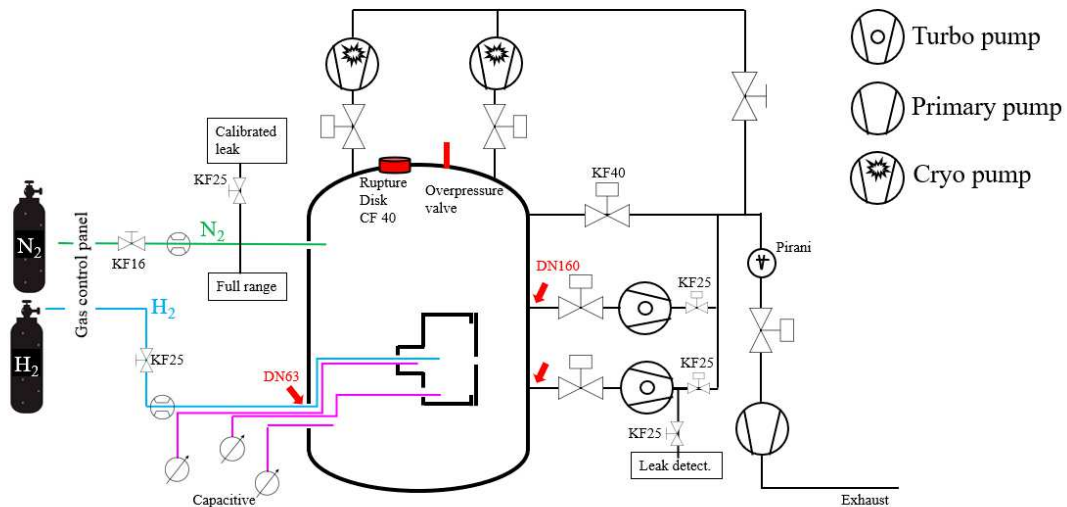 Turbo pump
Primary pump
Cryo pump
Calibrated
leak
KF25
Rupture
Disk
CF 40
Overpressure
valve
KF40
N2
Gas control panel
KF16
N2
Full range
DN160
Pirani
KF25
H2
H2
KF25
DN63
KF25
KF25
Leak detect.
Capacitive
Exhaust